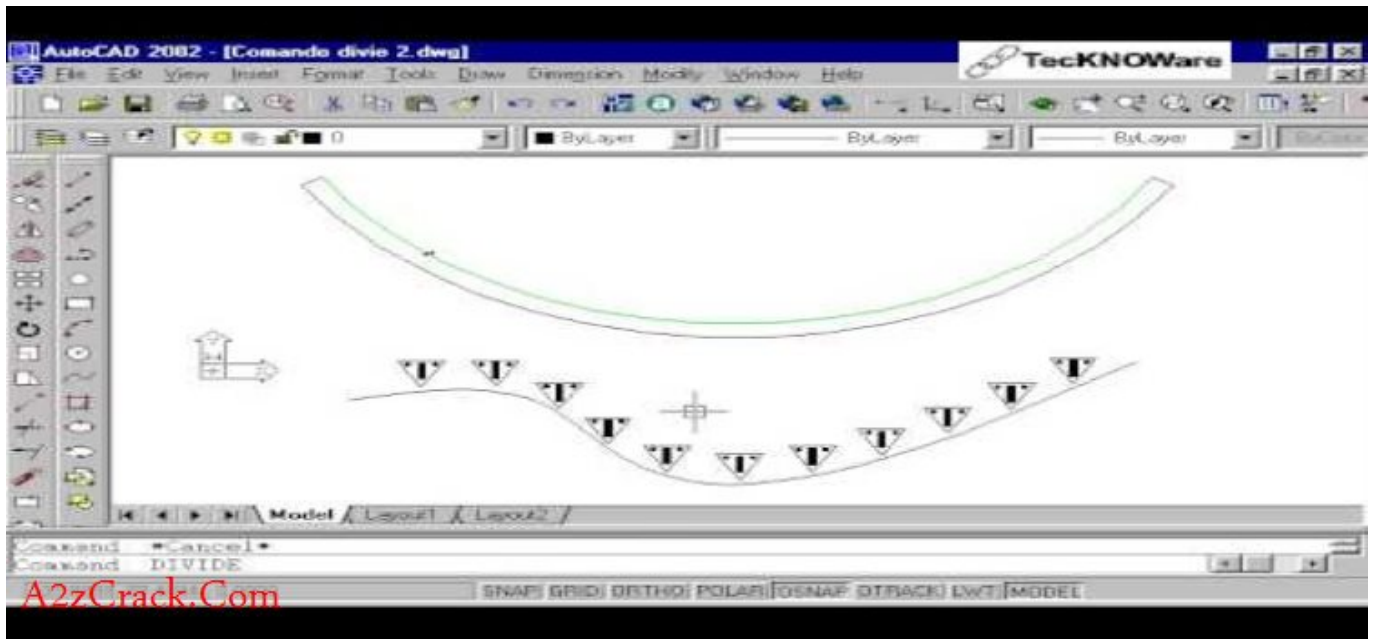 AutoCAD 2002 - [Comando divie 2.dwg]
TecKNOWare
File Edit View Insert Format Tools Draw Dimension Modify Window Help
0 ByLayer ByLayer ByLayer
Model Layout1 Layout2
Command *Cancel*
Command DIVIDE
A2zCrack.Com
SNAP GRID ORTHO POLAR OSNAP OTRACK LWT MODEL